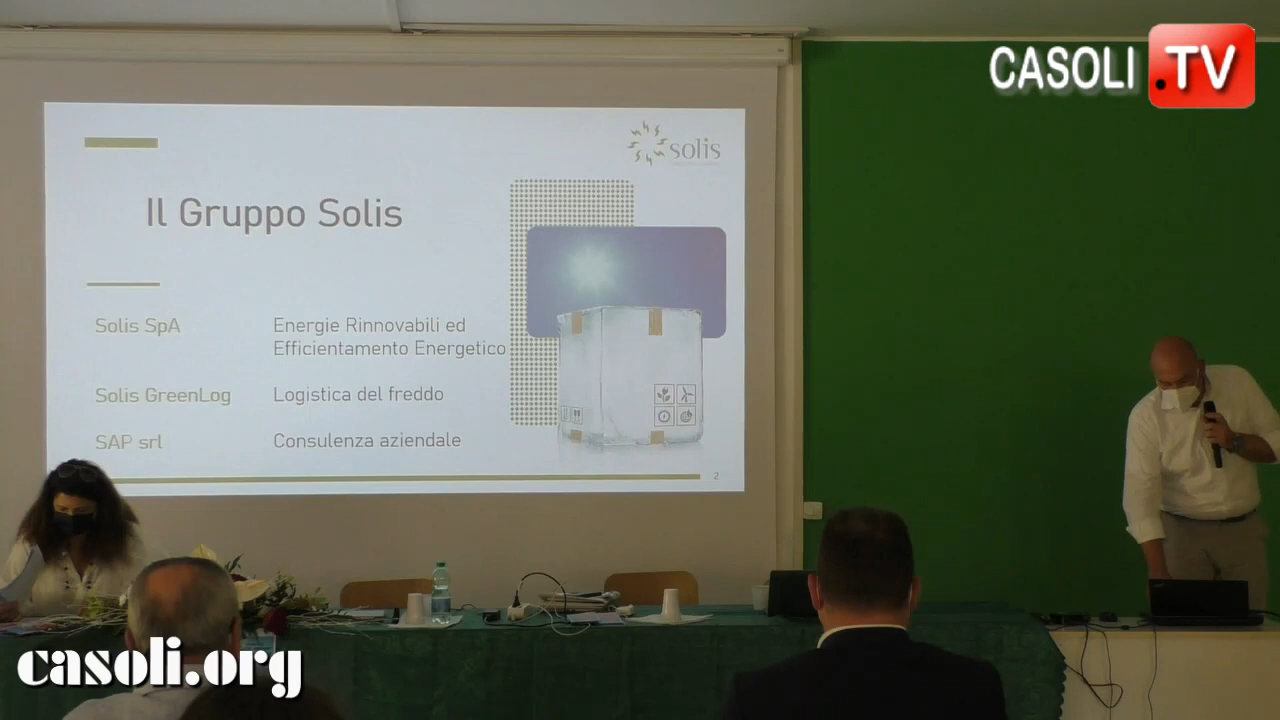 CASOLI .TV
solis
Il Gruppo Solis
Solis SpA
Energie Rinnovabili ed
Efficientamento Energetico
Solis GreenLog
Logistica del freddo
SAP srl
Consulenza aziendale
2
casoli.org